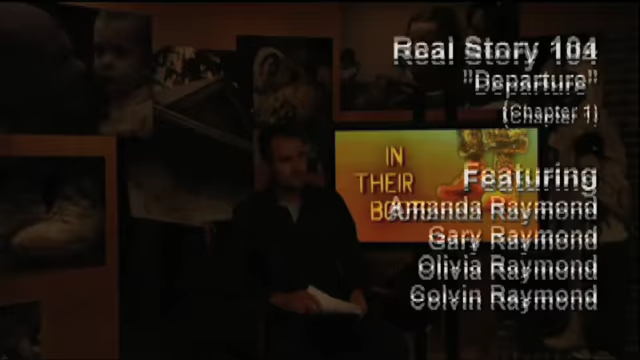 Real Story 104
"Departure"
(Chapter 1)
IN
THEIR
Featuring
Amanda Raymond
Gary Raymond
Olivia Raymond
Colvin Raymond